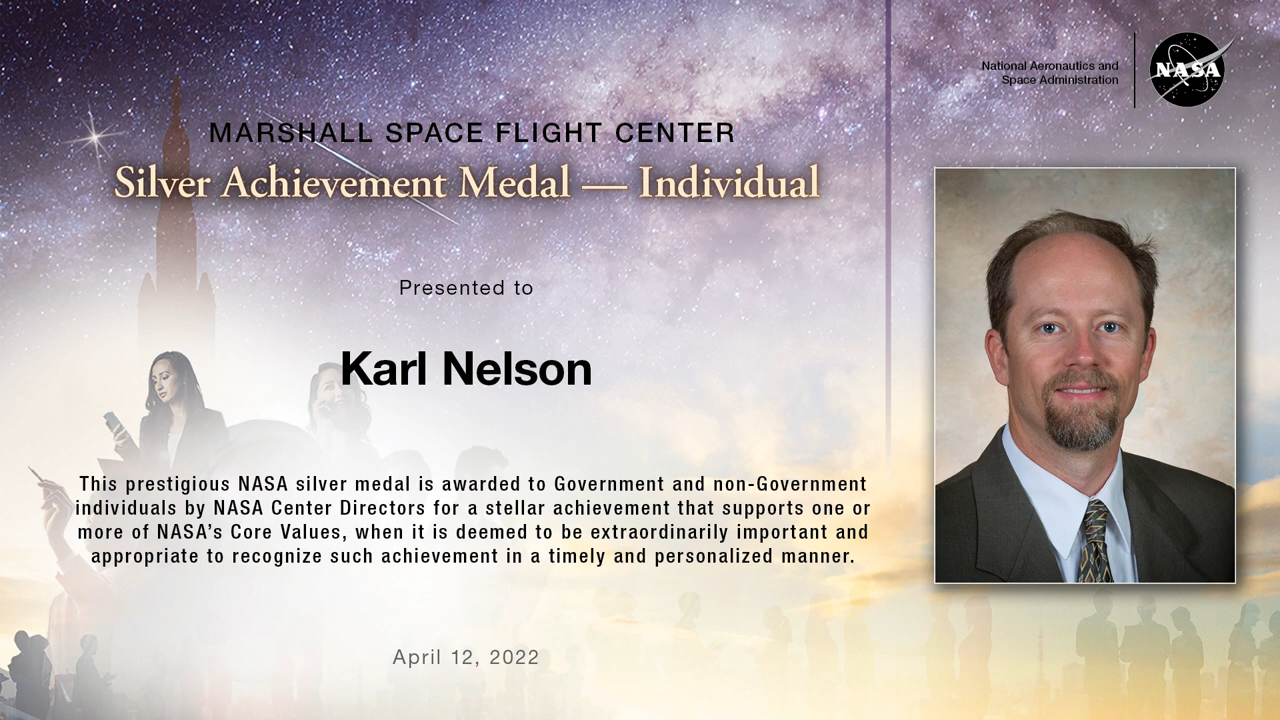 National Aeronautics and
Space Administration
NASA
MARSHALL SPACE FLIGHT CENTER
Silver Achievement Medal — Individual
Presented to
Karl Nelson
This prestigious NASA silver medal is awarded to Government and non-Government
individuals by NASA Center Directors for a stellar achievement that supports one or
more of NASA’s Core Values, when it is deemed to be extraordinarily important and
appropriate to recognize such achievement in a timely and personalized manner.
April 12, 2022